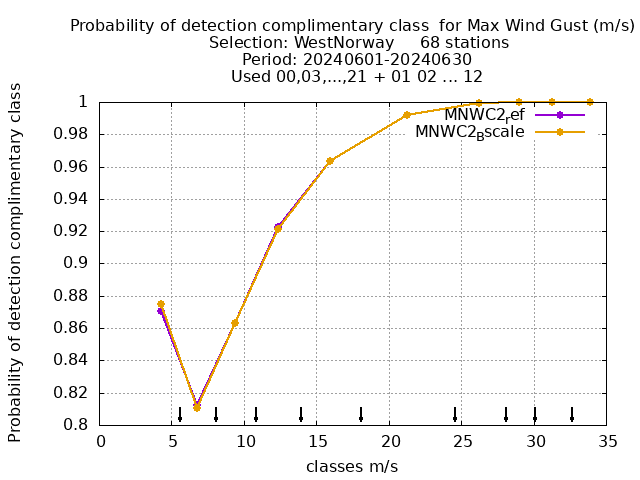 Probability of detection complimentary class  for Max Wind Gust (m/s)
Selection: WestNorway     68 stations
Period: 20240601-20240630
Used 00,03,...,21 + 01 02 ... 12
Probability of detection complimentary class
1
0.98
0.96
0.94
0.92
0.9
0.88
0.86
0.84
0.82
0.8
MNWC2ref
MNWC2Bscale
0 5 10 15 20 25 30 35
classes m/s